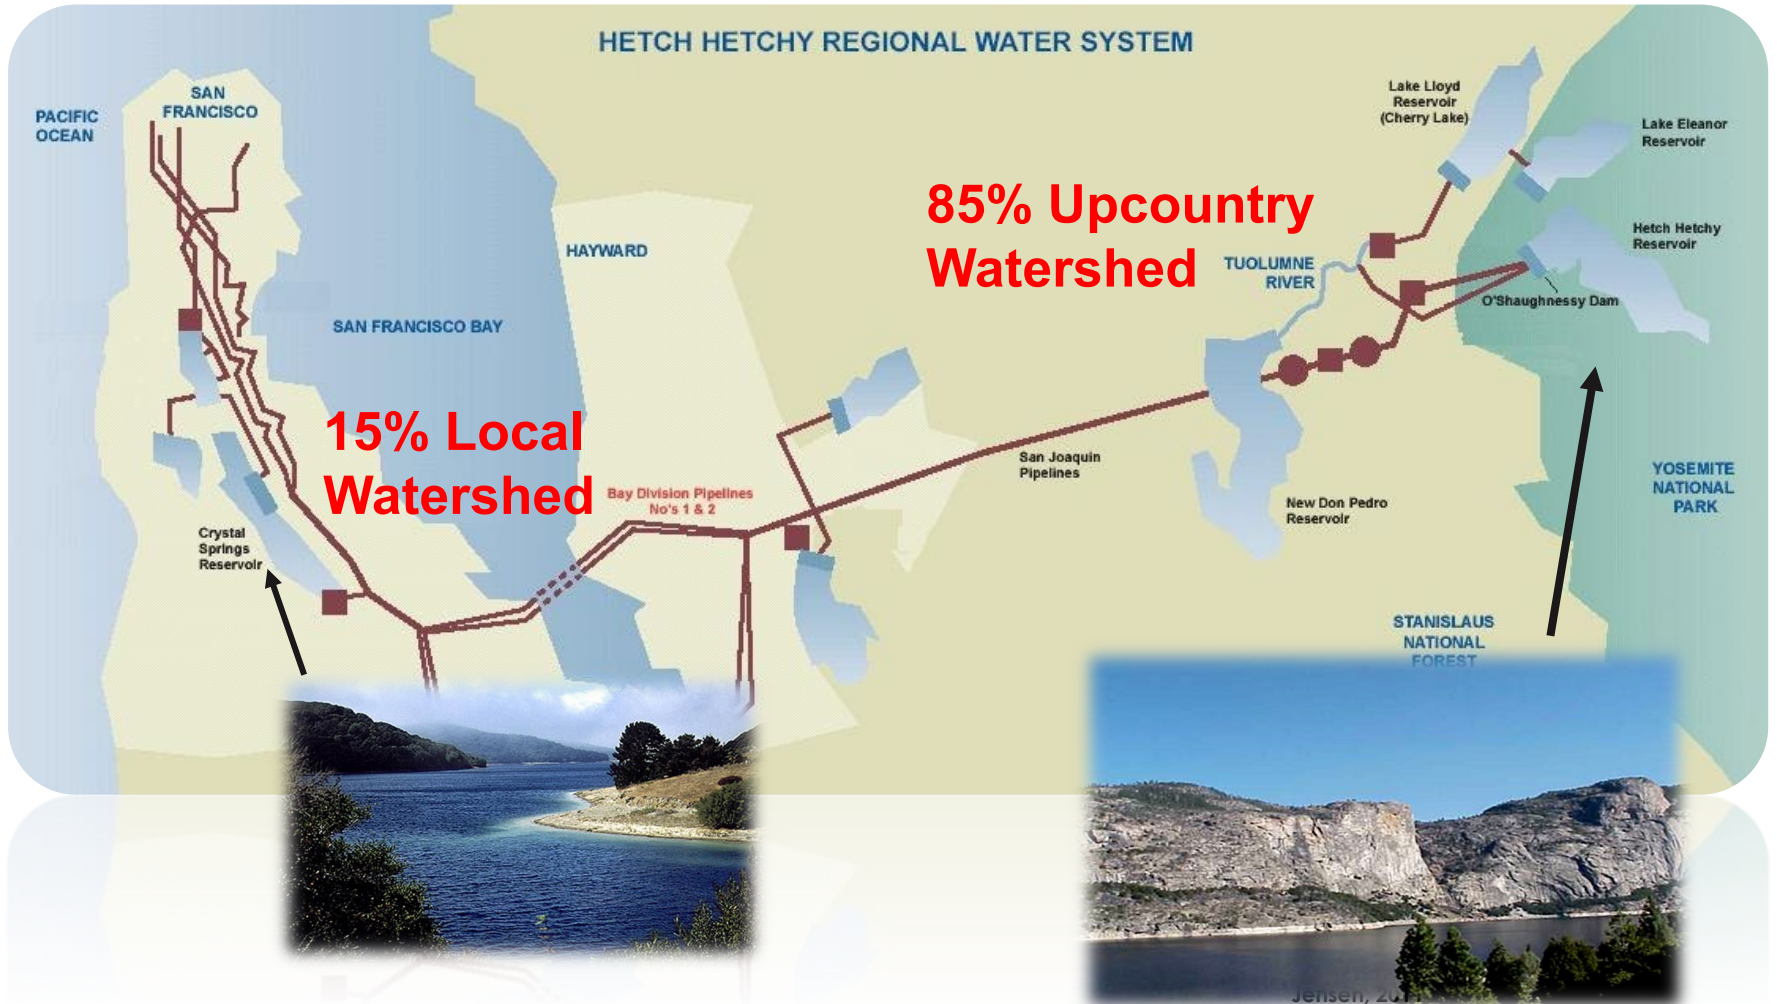 HETCH HETCHY REGIONAL WATER SYSTEM
SAN
FRANCISCO
PACIFIC
OCEAN
Lake Lloyd
Reservoir
(Cherry Lake)
Lake Eleanor
Reservoir
85% Upcountry
Watershed
HAYWARD
Hetch Hetchy
Reservoir
TUOLUMNE
RIVER
O'Shaughnessy Dam
SAN FRANCISCO BAY
15% Local
Watershed
San Joaquin
Pipelines
YOSEMITE
NATIONAL
PARK
Bay Division Pipelines
No's 1 & 2
New Don Pedro
Reservoir
Crystal
Springs
Reservoir
STANISLAUS
NATIONAL
FOREST
Jensen,